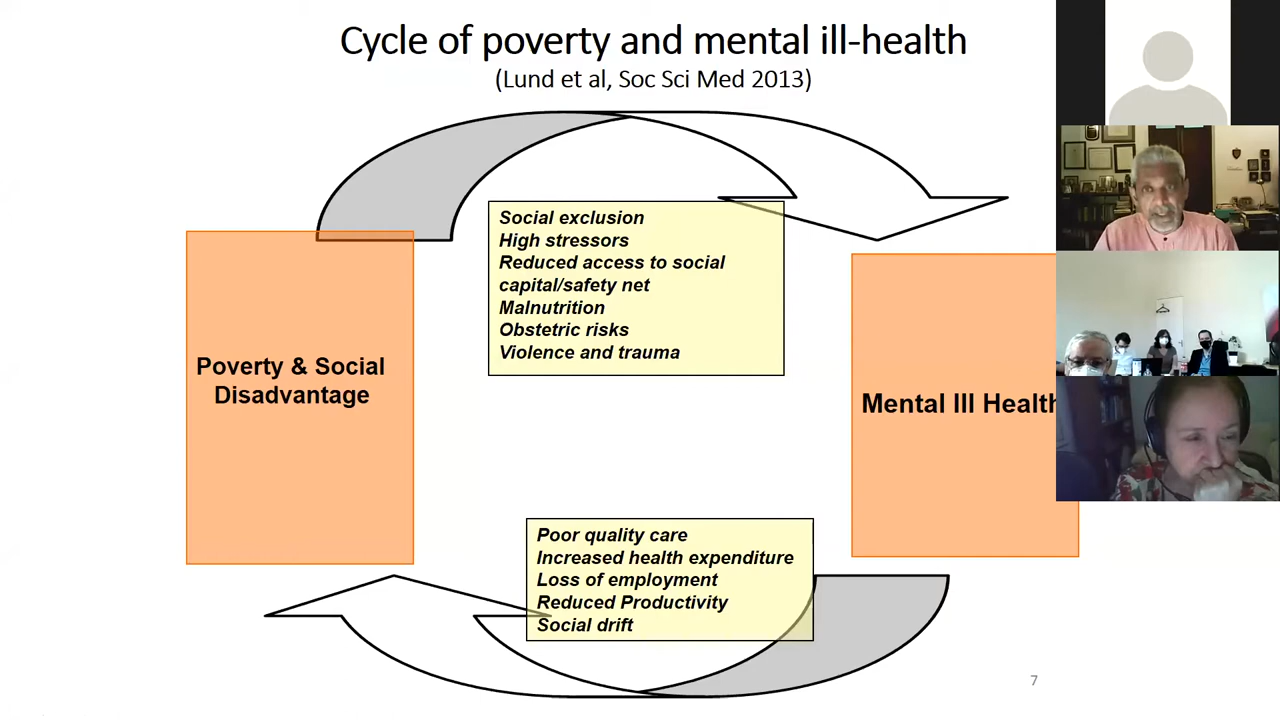 Cycle of poverty and mental ill-health
(Lund et al, Soc Sci Med 2013)
Social exclusion
High stressors
Reduced access to social
capital/safety net
Malnutrition
Obstetric risks
Violence and trauma
Poverty & Social
Disadvantage
Mental Ill Health
Poor quality care
Increased health expenditure
Loss of employment
Reduced Productivity
Social drift
7